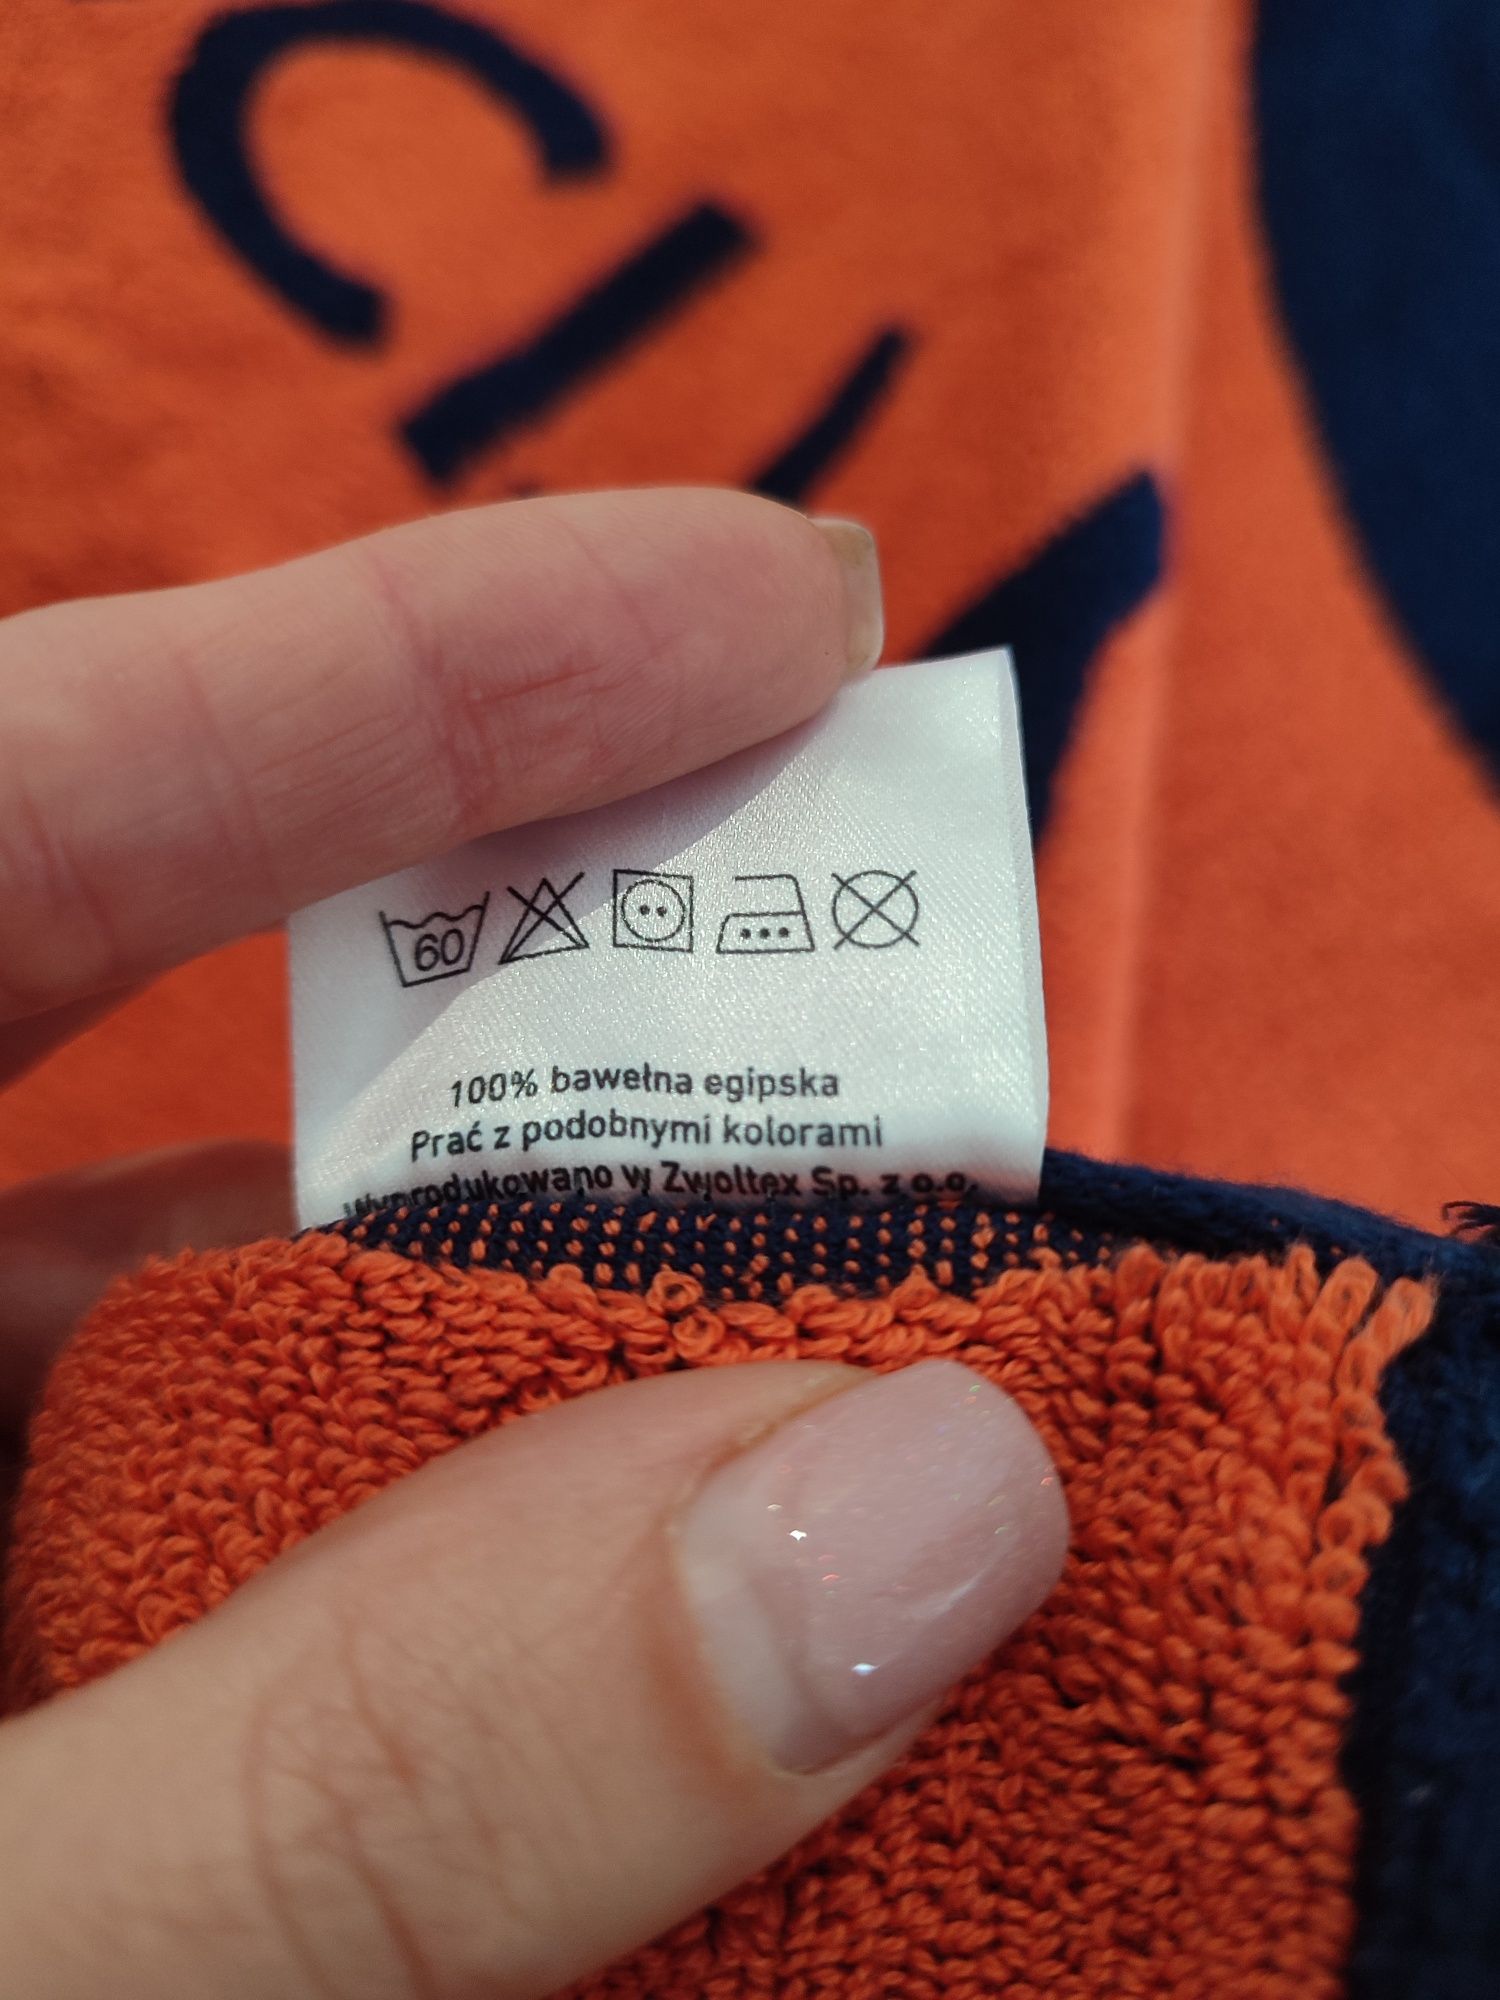 60
100% bawełna egipska
Prać z podobnymi kolorami
Wyprodukowano w Zwoltex Sp. z o.o.